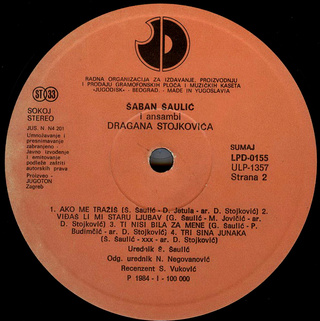 RADNA ORGANIZACIJA ZA IZDAVANJE, PROIZVODNJU
I PRODAJU GRAMOFONSKIH PLOČA I MUZIČKIH KASETA
-JUGODISK- - BEOGRAD. - MADE IN YUGOSLAVIA
ST 33
SOKOJ
STEREO
JUS. N. N4 201
Umnožavanje i
presnimavanje
zabranjeno -
Javno izvođenje
i emitovanje
podleže zaštiti
autorskih prava
Proizveo -
JUGOTON
Zagreb
ŠABAN ŠAULIĆ
i ansambl
DRAGANA STOJKOVIĆA
SUMAJ
LPD-0155
ULP-1357
Strana 2
1. AKO ME TRAŽIŠ (S. Šaulić - D. Jetula - ar. D. Stojković) 2.
VIĐAŠ LI MI STARU LJUBAV (G. Šaulić - M. Jovičić - ar.
D. Stojković) 3. TI NISI BILA ZA MENE (G. Šaulić - P.
Budimčić - ar. D. Stojković) 4. TRI SINA JUNAKA
(S. Šaulić - xxx - ar. D. Stojković)
Urednik S. Šaulić
Odg. urednik N. Negovanović
Recenzent S. Vuković
P 1984 - I - 100 000